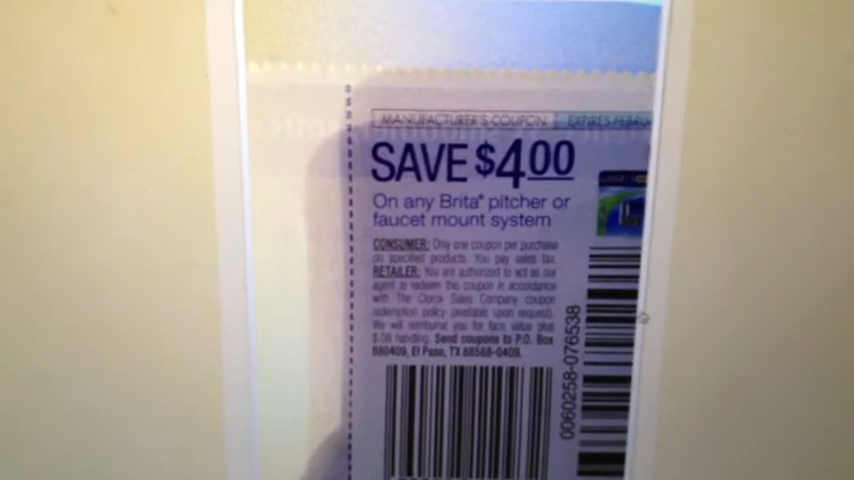 MANUFACTURER'S COUPON EXPIRES
SAVE $4.00
On any Brita® pitcher or
faucet mount system
CONSUMER: Only one coupon per purchase
on specified products. You pay sales tax.
RETAILER: You are authorized to act as our
agent or redeem this coupon in accordance
with The Clorox Sales Company coupon
redemption policy (available upon request).
We will reimburse you for face value plus
$.08 handling. Send coupons to P.O. Box
880409, El Paso, TX 88588-0409.
0060258-076538